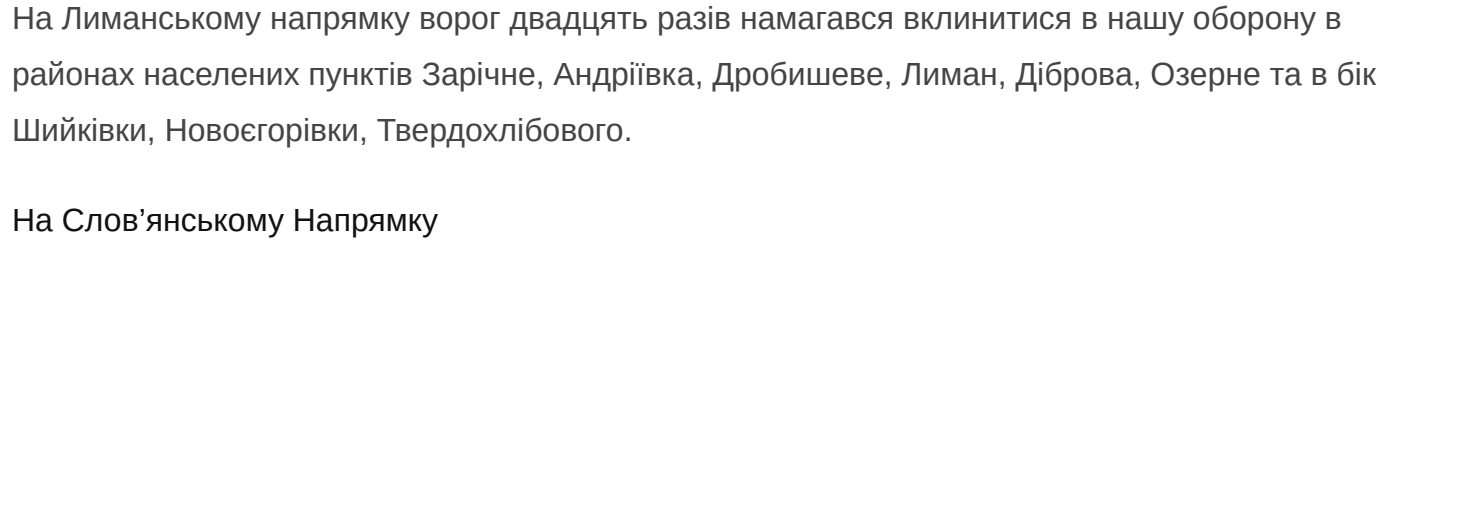 На Лиманському напрямку ворог двадцять разів намагався вклинитися в нашу оборону в
районах населених пунктів Зарічне, Андріївка, Дробишеве, Лиман, Діброва, Озерне та в бік
Шийківки, Новоєгорівки, Твердохлібового.
На Слов’янському Напрямку